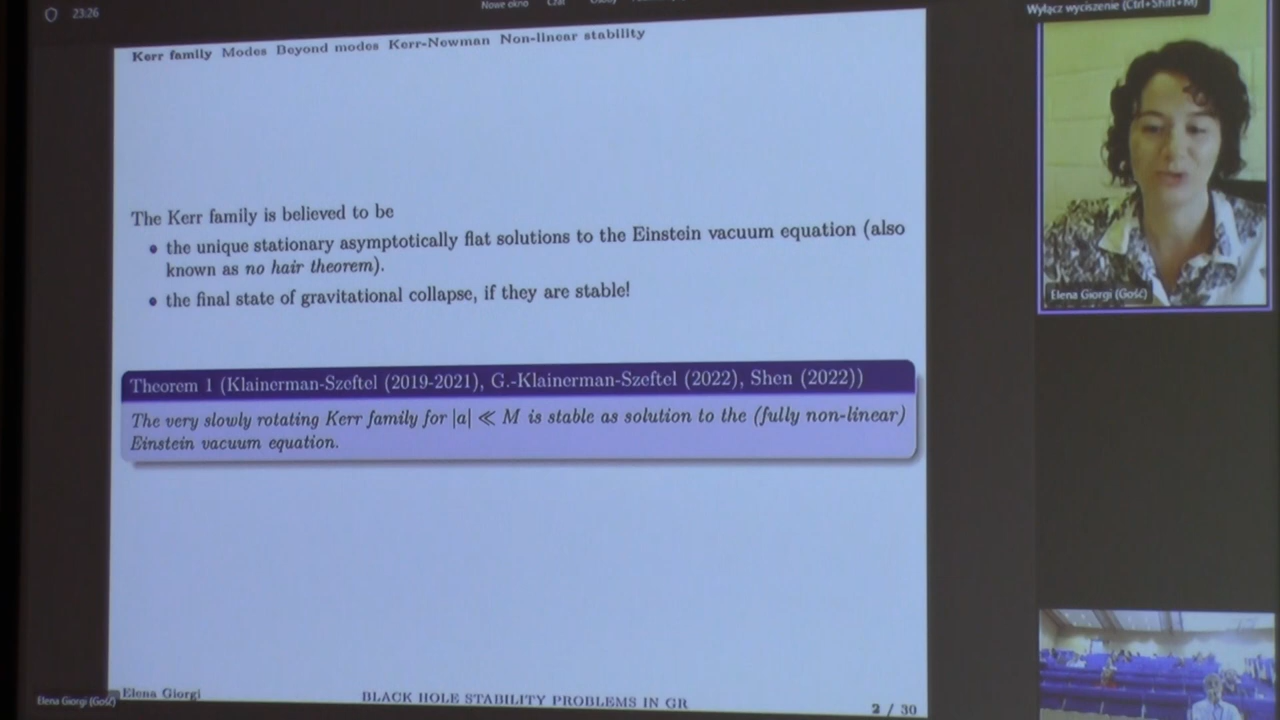 23:26
Nowe okno
Wyłącz wyciszenie (Ctrl+Shift+M)
Kerr family Modes Beyond modes Kerr-Newman Non-linear stability
The Kerr family is believed to be
• the unique stationary asymptotically flat solutions to the Einstein vacuum equation (also
known as no hair theorem).
• the final state of gravitational collapse, if they are stable!
Elena Giorgi (Gość)
Theorem 1 (Klainerman-Szeftel (2019-2021), G.-Klainerman-Szeftel (2022), Shen (2022))
The very slowly rotating Kerr family for |a| ≪ M is stable as solution to the (fully non-linear)
Einstein vacuum equation.
Elena Giorgi (Gość)
Elena Giorgi
BLACK HOLE STABILITY PROBLEMS IN GR
2 / 30